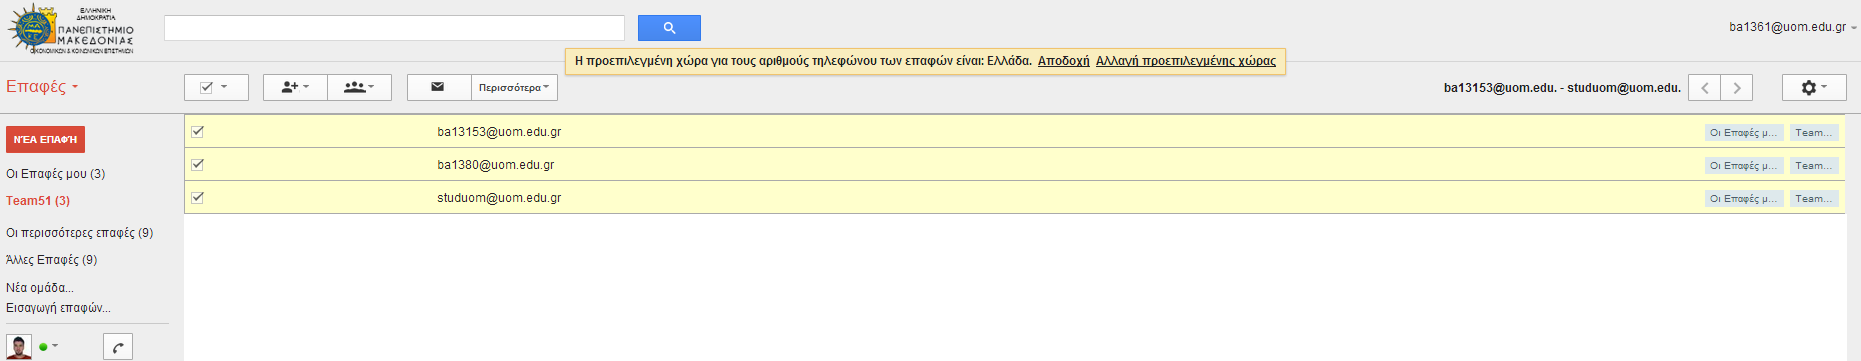 ΕΛΛΗΝΙΚΗ
ΔΗΜΟΚΡΑΤΙΑ
ΠΑΝΕΠΙΣΤΗΜΙΟ
ΜΑΚΕΔΟΝΙΑΣ
ΟΙΚΟΝΟΜΙΚΩΝ & ΚΟΙΝΩΝΙΚΩΝ ΕΠΙΣΤΗΜΩΝ
ba1361@uom.edu.gr
Η προεπιλεγμένη χώρα για τους αριθμούς τηλεφώνου των επαφών είναι: Ελλάδα. Αποδοχή Αλλαγή προεπιλεγμένης χώρας
Επαφές
Περισσότερα
ba13153@uom.edu. - studuom@uom.edu.
ΝΈΑ ΕΠΑΦΉ
Οι Επαφές μου (3)
Team51 (3)
Οι περισσότερες επαφές (9)
Άλλες Επαφές (9)
Νέα ομάδα...
Εισαγωγή επαφών...
ba13153@uom.edu.gr Οι Επαφές μ... Team...
ba1380@uom.edu.gr Οι Επαφές μ... Team...
studuom@uom.edu.gr Οι Επαφές μ... Team...